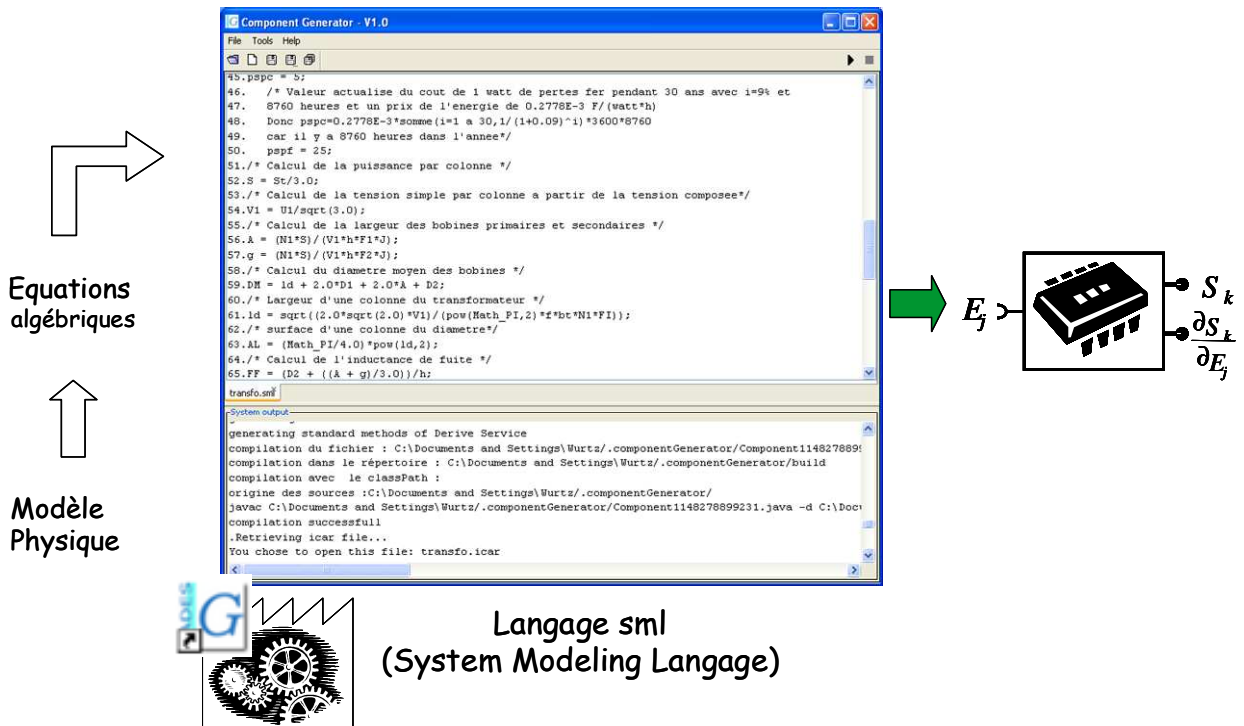 Component Generator - V1.0
File Tools Help
45.pspc = 5;
46. /* Valeur actualise du cout de 1 watt de pertes fer pendant 30 ans avec i=9% et
47. 8760 heures et un prix de l'energie de 0.2778E-3 F/(watt*h)
48. Donc pspc=0.2778E-3*somme(i=1 a 30,1/(1+0.09)^i)*3600*8760
49. car il y a 8760 heures dans l'annee*/
50. pspf = 25;
51./* Calcul de la puissance par colonne */
52.S = St/3.0;
53./* Calcul de la tension simple par colonne a partir de la tension composee*/
54.V1 = U1/sqrt(3.0);
55./* Calcul de la largeur des bobines primaires et secondaires */
56.A = (N1*S)/(V1*h*F1*J);
57.g = (N1*S)/(V1*h*F2*J);
58./* Calcul du diametre moyen des bobines */
59.DM = ld + 2.0*D1 + 2.0*A + D2;
60./* Largeur d'une colonne du transformateur */
61.ld = sqrt((2.0*sqrt(2.0)*V1)/(pow(Math_PI,2)*f*bt*N1*FI));
62./* surface d'une colonne du diametre*/
63.AL = (Math_PI/4.0)*pow(ld,2);
64./* Calcul de l'inductance de fuite */
65.FF = (D2 + ((A + g)/3.0))/h;
transfo.sml
System output
generating standard methods of Derive Service
compilation du fichier : C:\Documents and Settings\Wurtz/.componentGenerator/Component1148278899
compilation dans le répertoire : C:\Documents and Settings\Wurtz/.componentGenerator/build
compilation avec le classPath :
origine des sources :C:\Documents and Settings\Wurtz/.componentGenerator/
javac C:\Documents and Settings\Wurtz/.componentGenerator/Component1148278899231.java -d C:\Doc
compilation successfull
.Retrieving icar file...
You chose to open this file: transfo.icar
Equations
algébriques
Modèle
Physique
E_j
S_k
∂S_k
∂E_j
ADES
G
Langage sml
(System Modeling Langage)